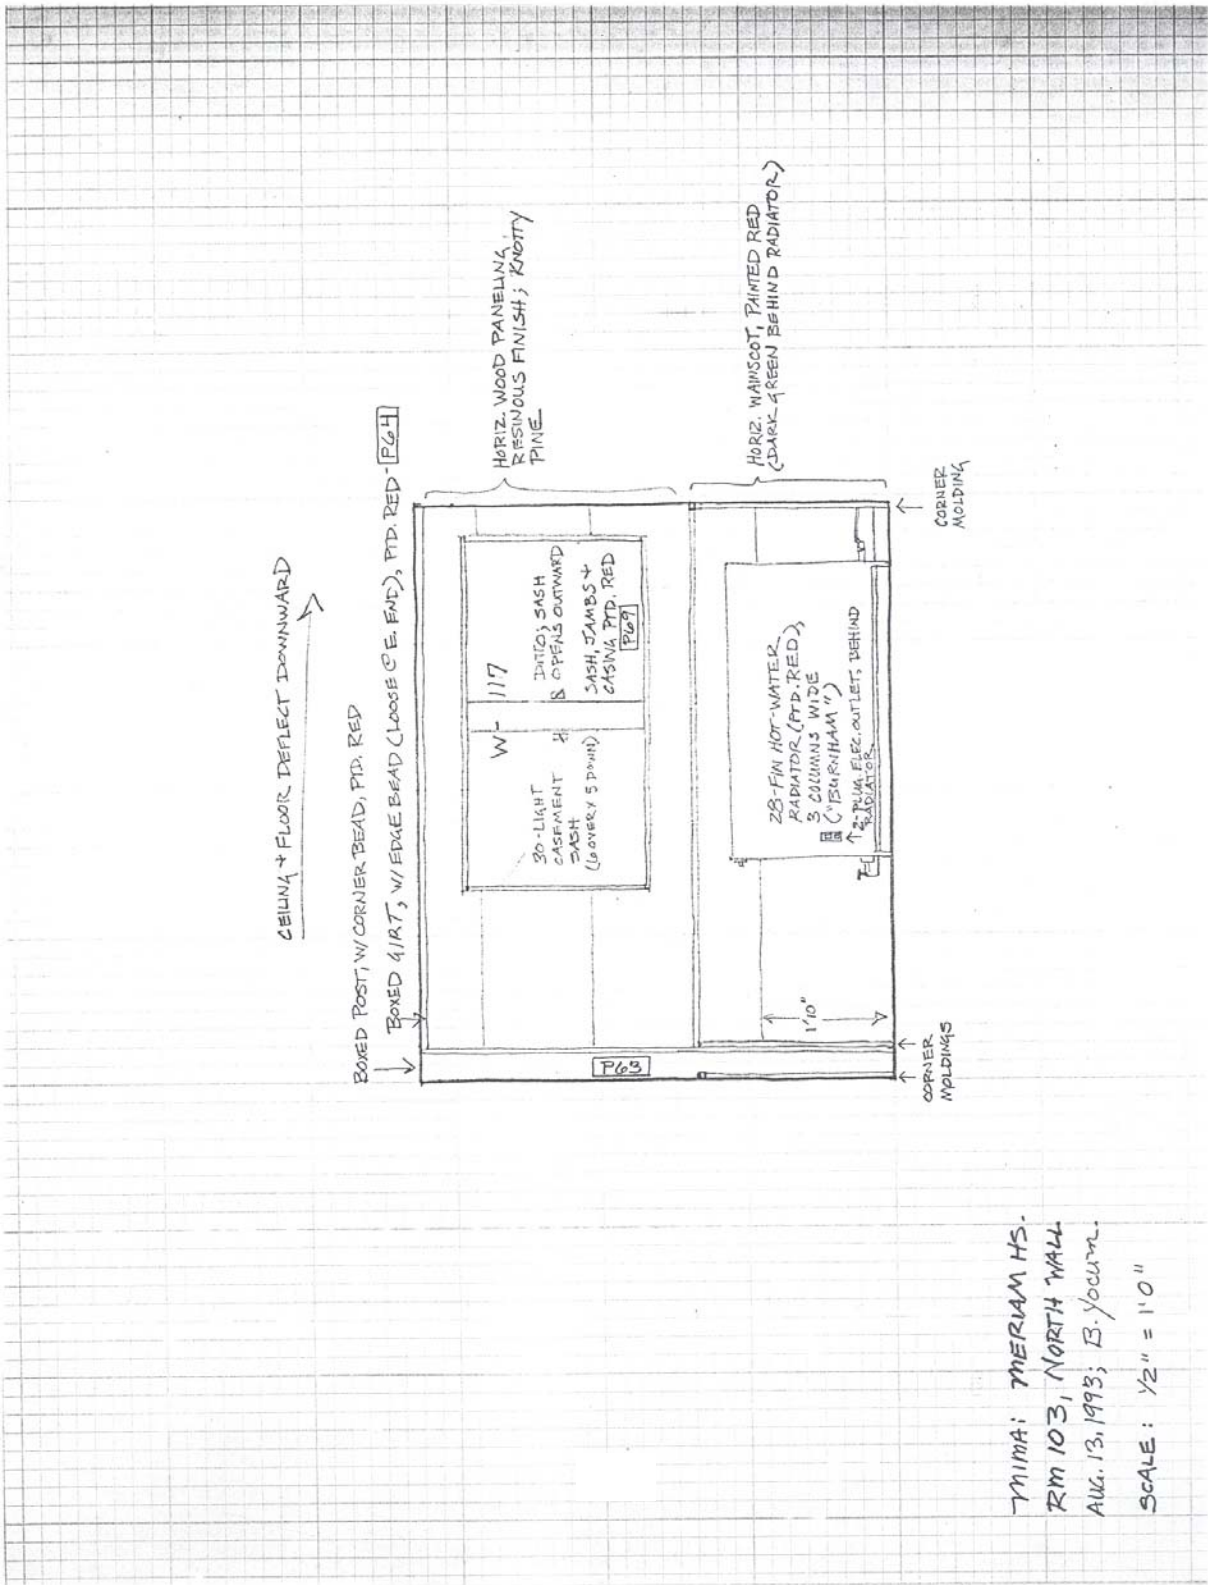 CEILING + FLOOR DEFLECT DOWNWARD
BOXED POST, W/ CORNER BEAD, PTD. RED
BOXED GIRT, W/ EDGE BEAD (LOOSE @ E. END), PTD. RED - P64
HORIZ. WOOD PANELING,
RESINOUS FINISH; KNOTTY
PINE
W - 117
30-LIGHT
CASEMENT
SASH
(6 OVER X 5 DOWN)
DITTO; SASH
OPENS OUTWARD
SASH, JAMBS +
CASING PTD. RED
P69
P63
HORIZ. WAINSCOT, PAINTED RED
(DARK GREEN BEHIND RADIATOR)
28-FIN HOT-WATER
RADIATOR (PTD. RED),
3 COLUMNS WIDE
("BURNHAM")
2-PLUG ELEC. OUTLET, BEHIND
RADIATOR
1'10"
CORNER
MOLDINGS
CORNER
MOLDING
MIMA: MERIAM HS.
RM 103, NORTH WALL
AUG. 13, 1993; B. Yocum.
SCALE: 1/2" = 1'0"